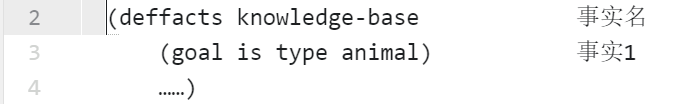 2 (deffacts knowledge-base 事实名
3 (goal is type animal) 事实1
4 ……)